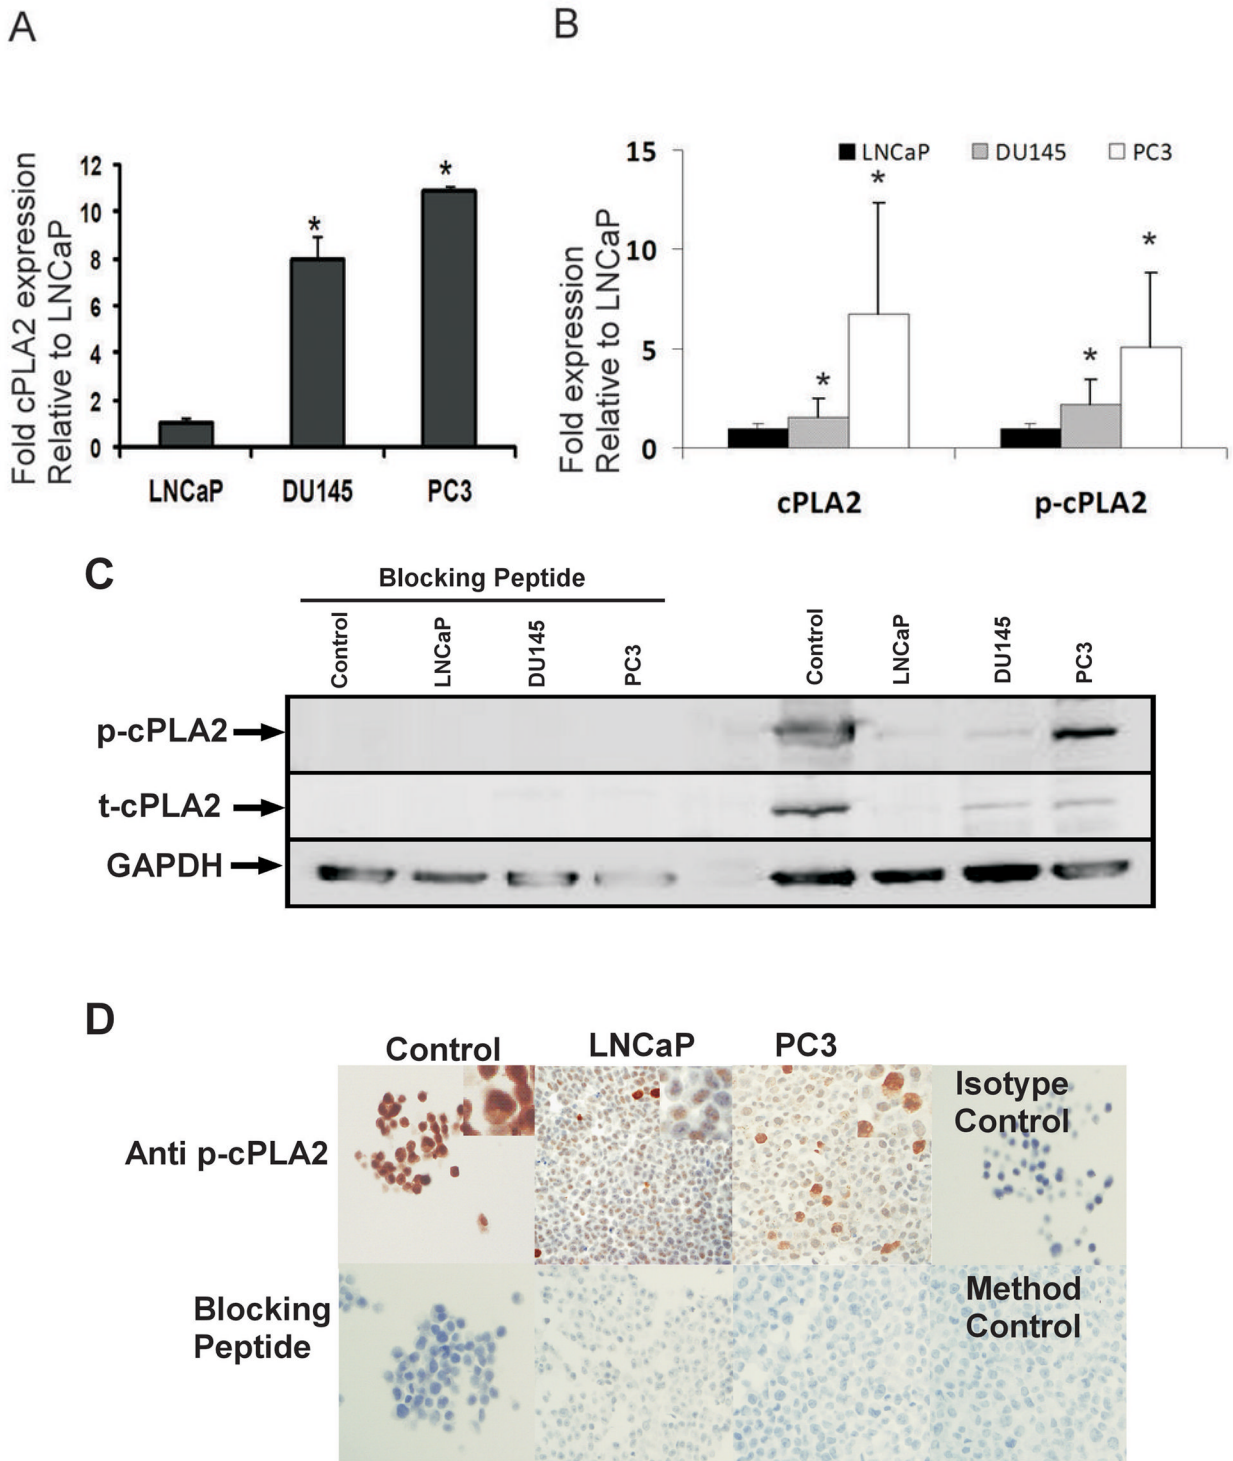 A
B
Fold cPLA2 expression
Relative to LNCaP
12
10
8
6
4
2
0
*
*
LNCaP
DU145
PC3
Fold expression
Relative to LNCaP
15
10
5
0
LNCaP
DU145
PC3
*
*
*
*
cPLA2
p-cPLA2
C
Blocking Peptide
Control
LNCaP
DU145
PC3
Control
LNCaP
DU145
PC3
p-cPLA2
t-cPLA2
GAPDH
D
Control
LNCaP
PC3
Isotype
Control
Anti p-cPLA2
Blocking
Peptide
Method
Control